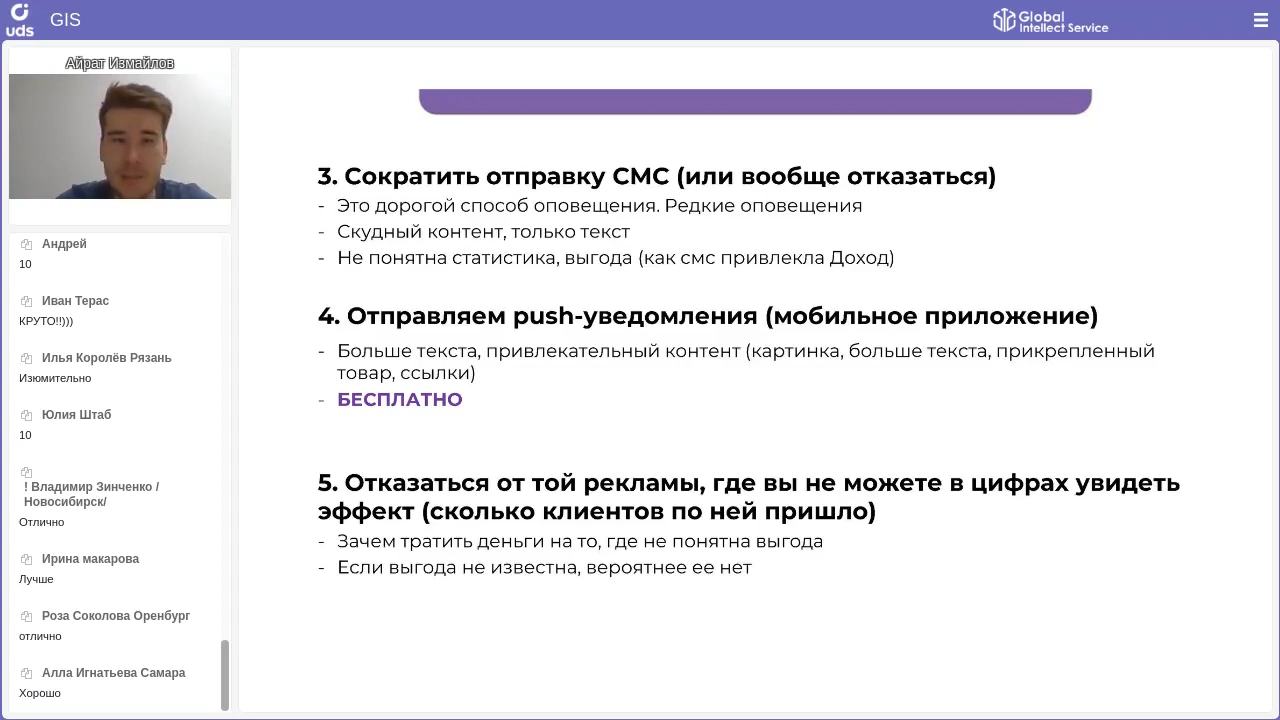 uds
GIS
Global
Intellect Service
Айрат Измайлов
Андрей
10
Иван Терас
КРУТО!!)))
Илья Королёв Рязань
Изюмительно
Юлия Штаб
10
! Владимир Зинченко /
Новосибирск/
Отлично
Ирина макарова
Лучше
Роза Соколова Оренбург
отлично
Алла Игнатьева Самара
Хорошо
3. Сократить отправку СМС (или вообще отказаться)
- Это дорогой способ оповещения. Редкие оповещения
- Скудный контент, только текст
- Не понятна статистика, выгода (как смс привлекла Доход)
4. Отправляем push-уведомления (мобильное приложение)
- Больше текста, привлекательный контент (картинка, больше текста, прикрепленный
товар, ссылки)
- БЕСПЛАТНО
5. Отказаться от той рекламы, где вы не можете в цифрах увидеть
эффект (сколько клиентов по ней пришло)
- Зачем тратить деньги на то, где не понятна выгода
- Если выгода не известна, вероятнее ее нет